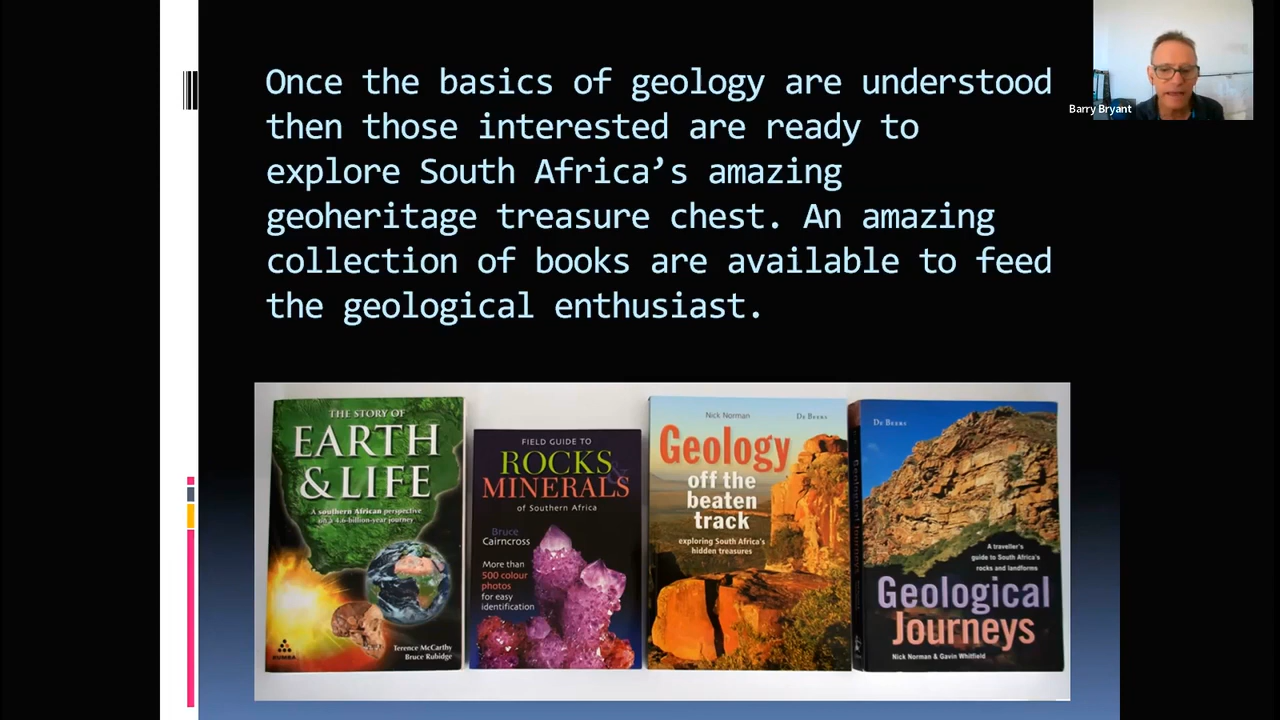 Once the basics of geology are understood
then those interested are ready to
explore South Africa’s amazing
geoheritage treasure chest. An amazing
collection of books are available to feed
the geological enthusiast.
Barry Bryant
THE STORY OF
EARTH
& LIFE
A southern African perspective
on a 4.6-billion-year journey
Terence McCarthy
Bruce Rubidge
FIELD GUIDE TO
ROCKS &
MINERALS
of Southern Africa
Bruce
Cairncross
More than
500 colour
photos
for easy
identification
Nick Norman
De Beers
Geology
off the
beaten
track
exploring South Africa's
hidden treasures
De Beers
A traveller's
guide to South Africa's
rocks and landforms
Geological
Journeys
Nick Norman & Gavin Whitfield
Geological Journeys